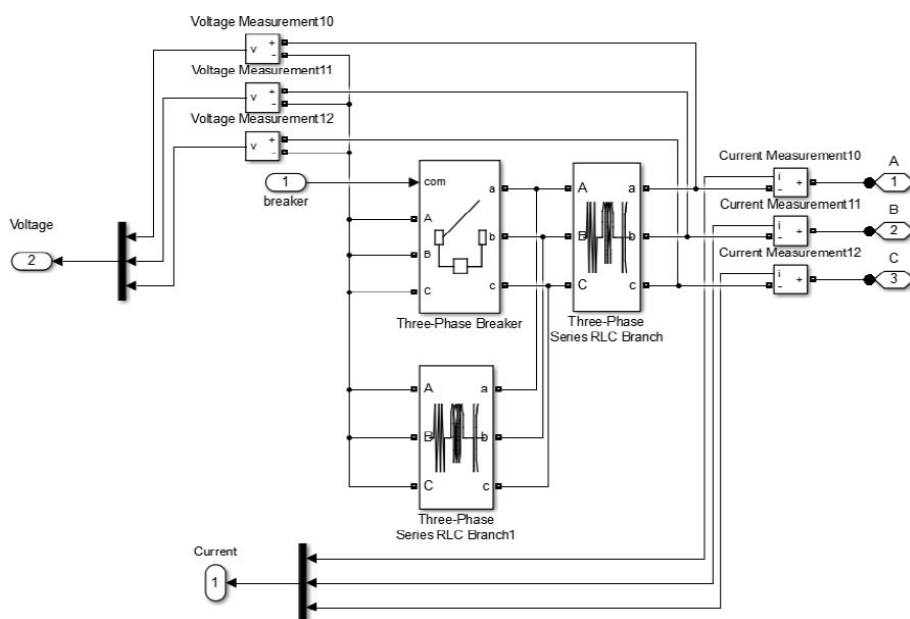 Voltage Measurement10
v + -
Voltage Measurement11
v + -
Voltage Measurement12
v + -
1
breaker
com
A a
B b
C c
Three-Phase Breaker
A a
B b
C c
Three-Phase
Series RLC Branch
Current Measurement10
i + -
A
1
Current Measurement11
i + -
B
2
Current Measurement12
i + -
C
3
Voltage
2
A a
B b
C c
Three-Phase
Series RLC Branch1
Current
1